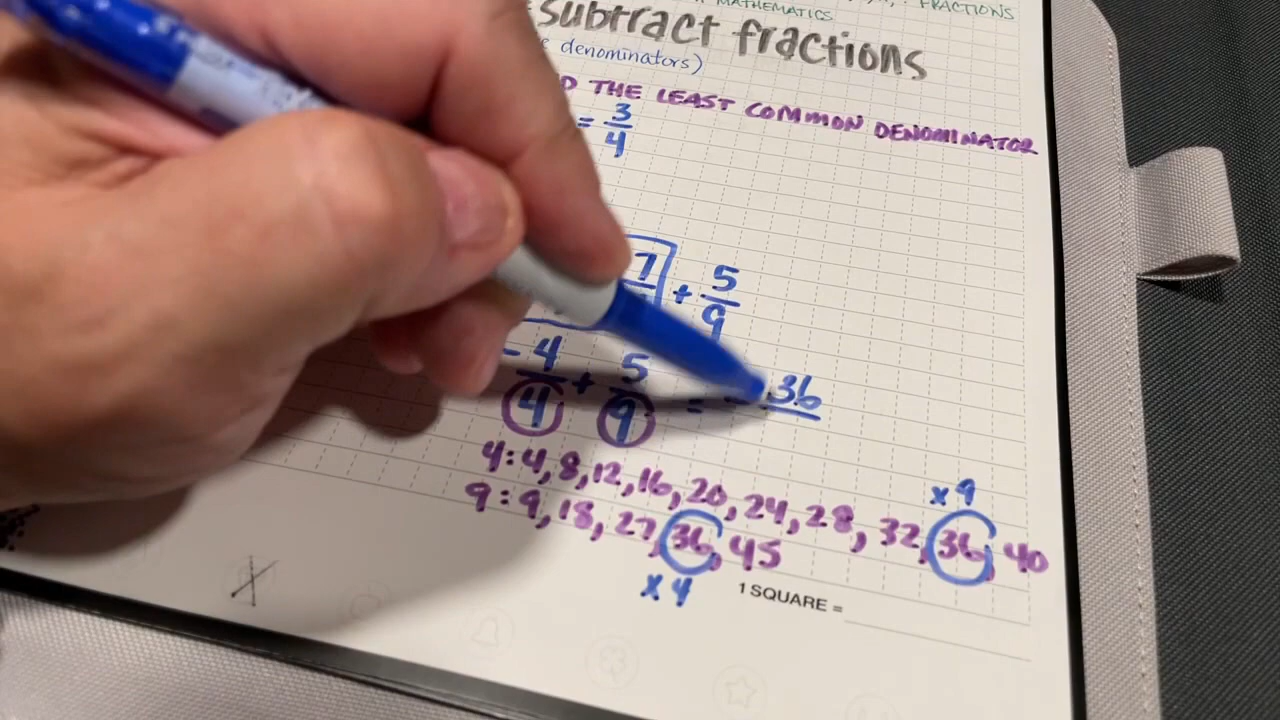 MATHEMATICS FRACTIONS
subtract fractions
denominators)
THE LEAST COMMON DENOMINATOR
= 3/4
7 + 5/9
- 4/4 + 5/9 = 36
4: 4, 8, 12, 16, 20, 24, 28, 32, 36, 40
x 9
9: 9, 18, 27, 36, 45
x 4
1 SQUARE =